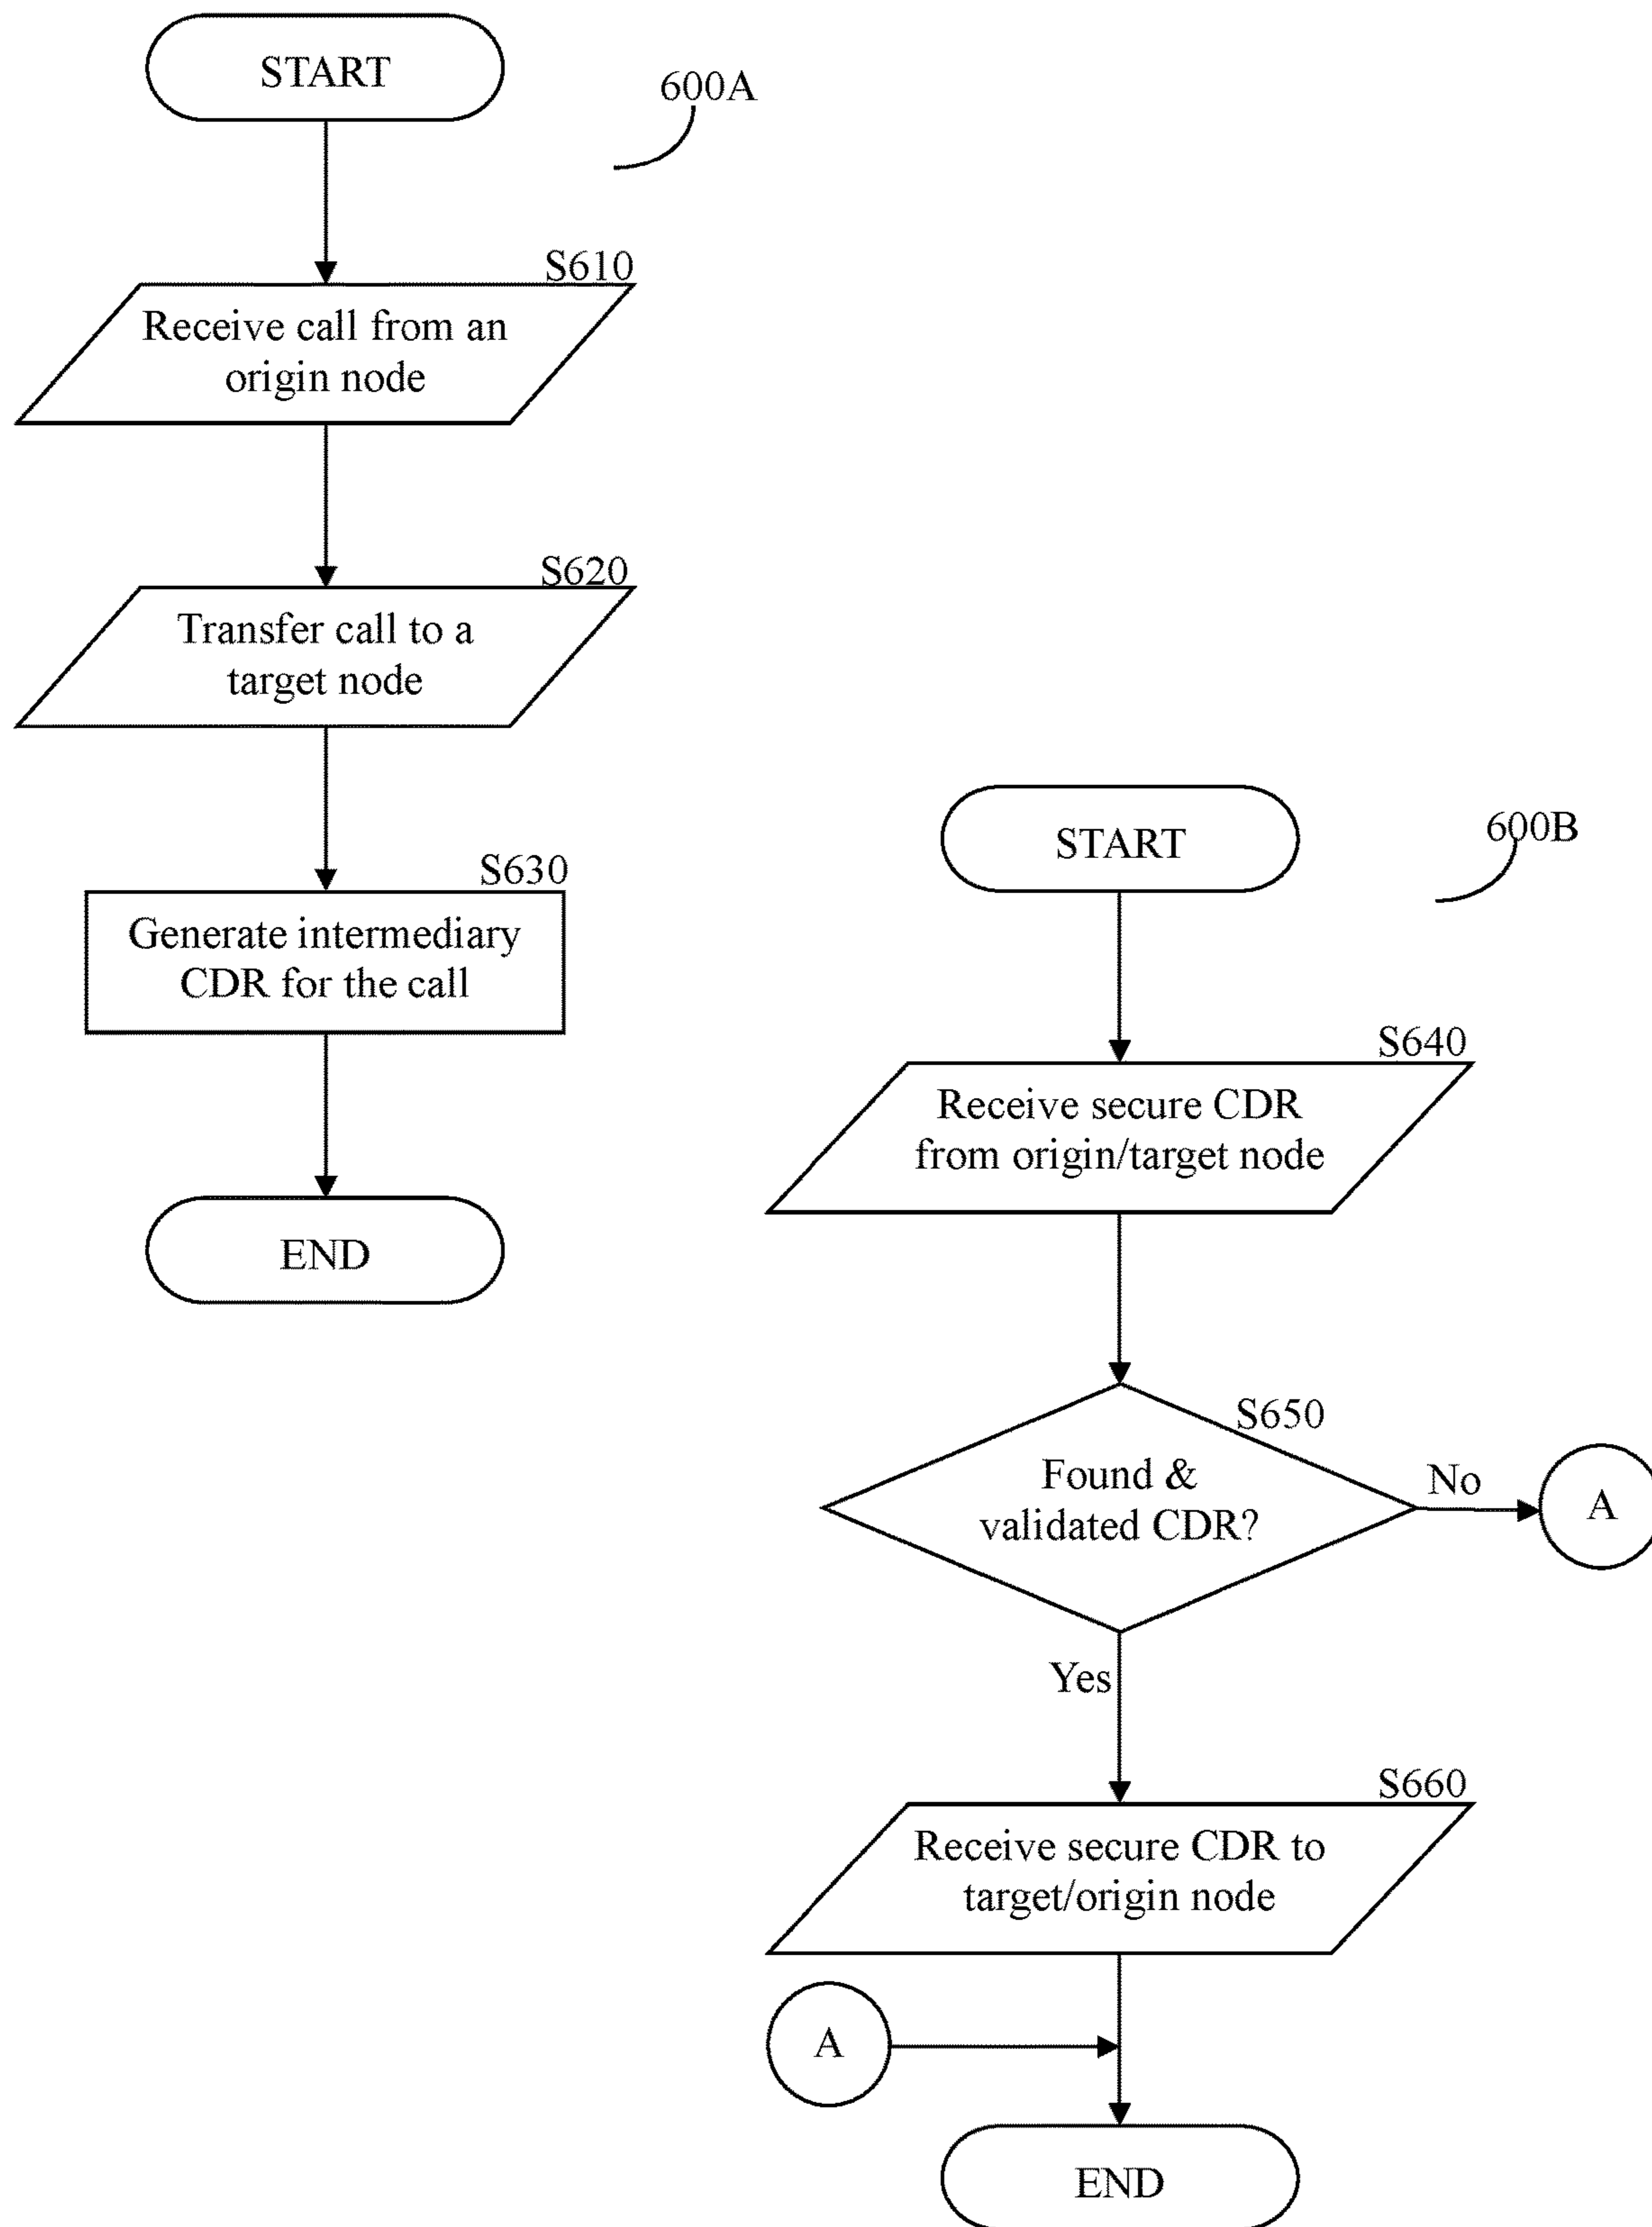 START
600A
S610
Receive call from an
origin node
S620
Transfer call to a
target node
S630
Generate intermediary
CDR for the call
END
START
600B
S640
Receive secure CDR
from origin/target node
S650
Found &
validated CDR?
No
A
Yes
S660
Receive secure CDR to
target/origin node
A
END